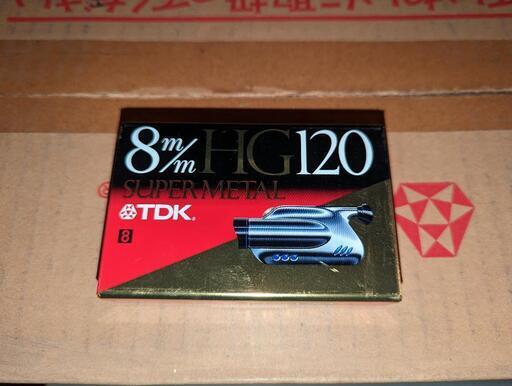 8m/m HG120
SUPER METAL
TDK
8